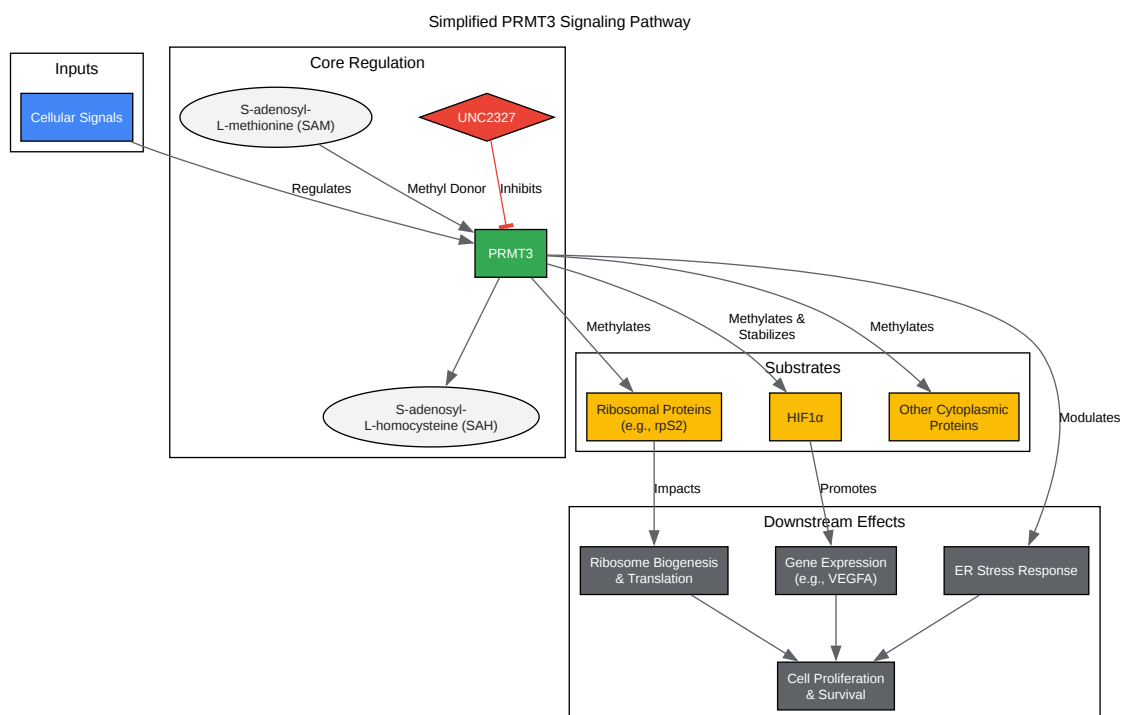 Simplified PRMT3 Signaling Pathway
Inputs
Cellular Signals
Core Regulation
S-adenosyl-
L-methionine (SAM)
UNC2327
Regulates
Methyl Donor
Inhibits
PRMT3
S-adenosyl-
L-homocysteine (SAH)
Methylates
Methylates &
Stabilizes
Methylates
Modulates
Substrates
Ribosomal Proteins
(e.g., rpS2)
HIF1α
Other Cytoplasmic
Proteins
Impacts
Promotes
Downstream Effects
Ribosome Biogenesis
& Translation
Gene Expression
(e.g., VEGFA)
ER Stress Response
Cell Proliferation
& Survival